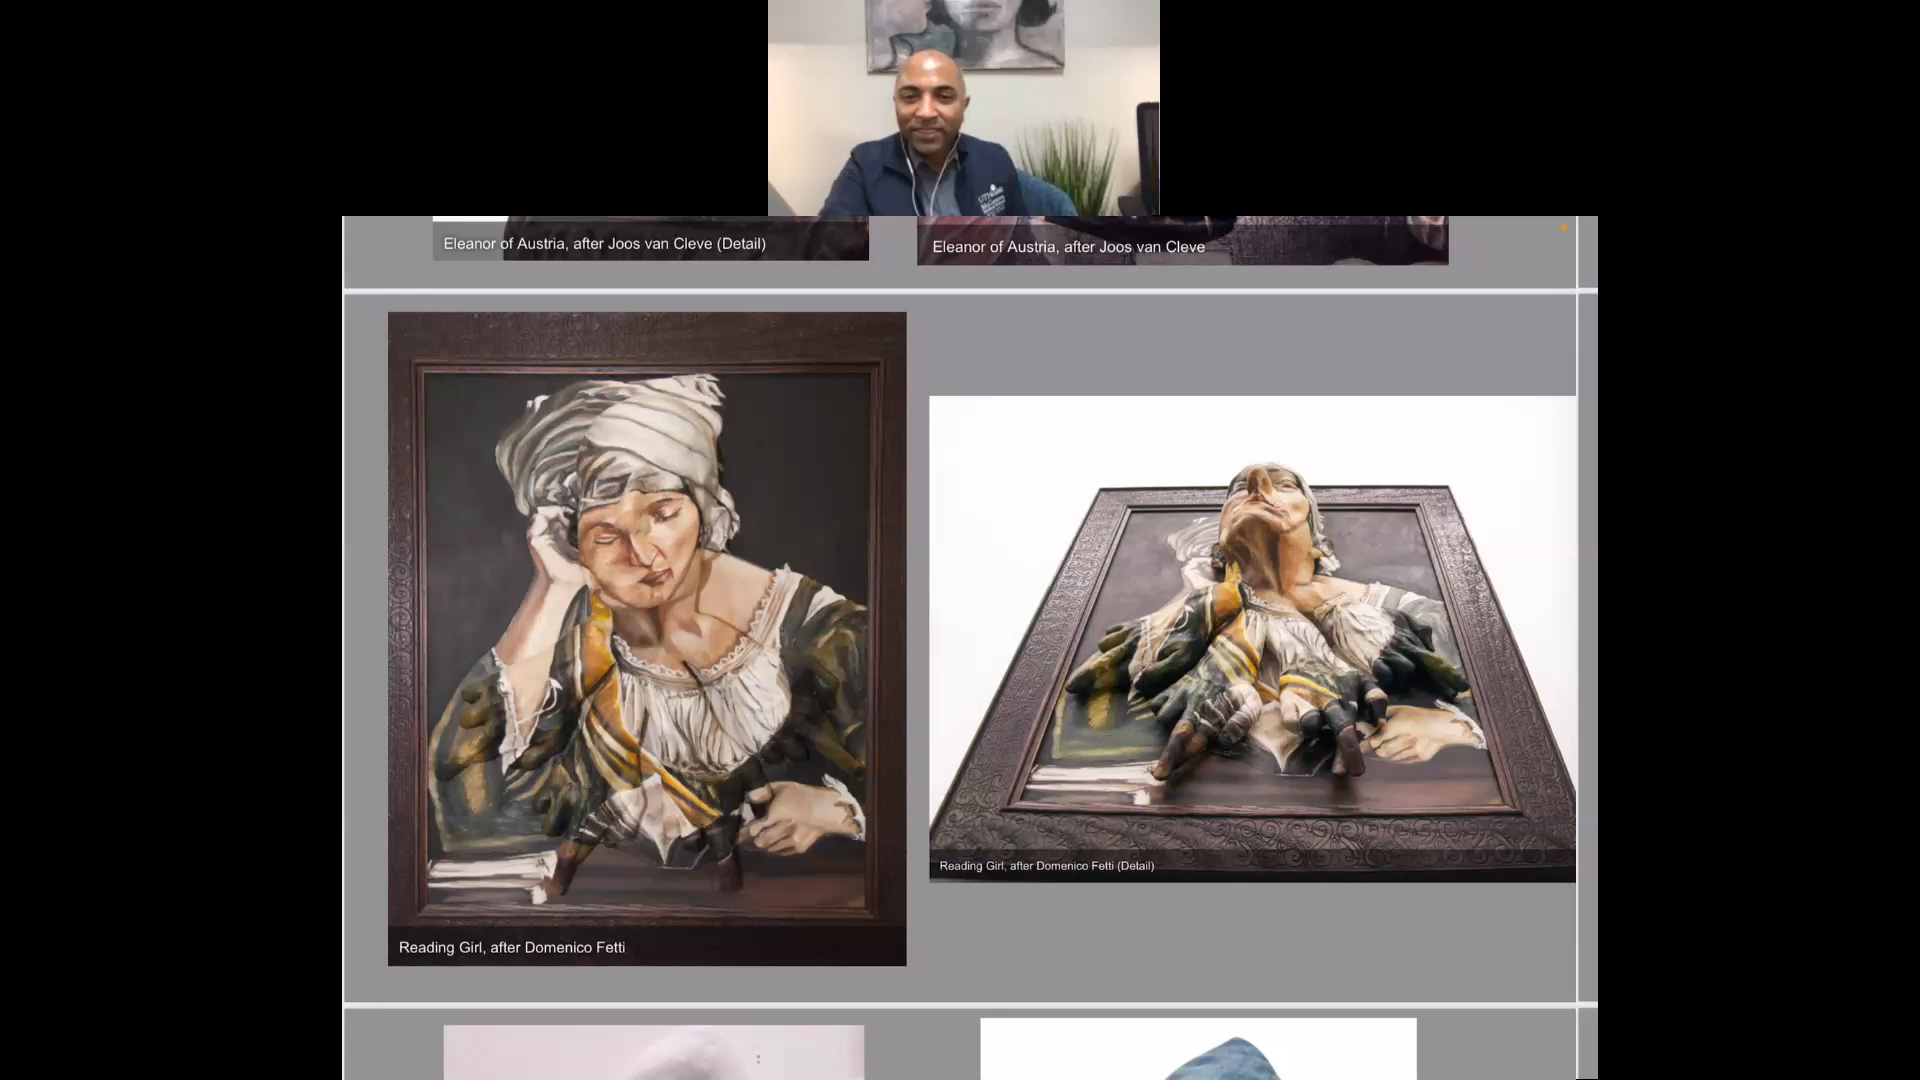 Eleanor of Austria, after Joos van Cleve (Detail)
Eleanor of Austria, after Joos van Cleve
Reading Girl, after Domenico Fetti (Detail)
Reading Girl, after Domenico Fetti